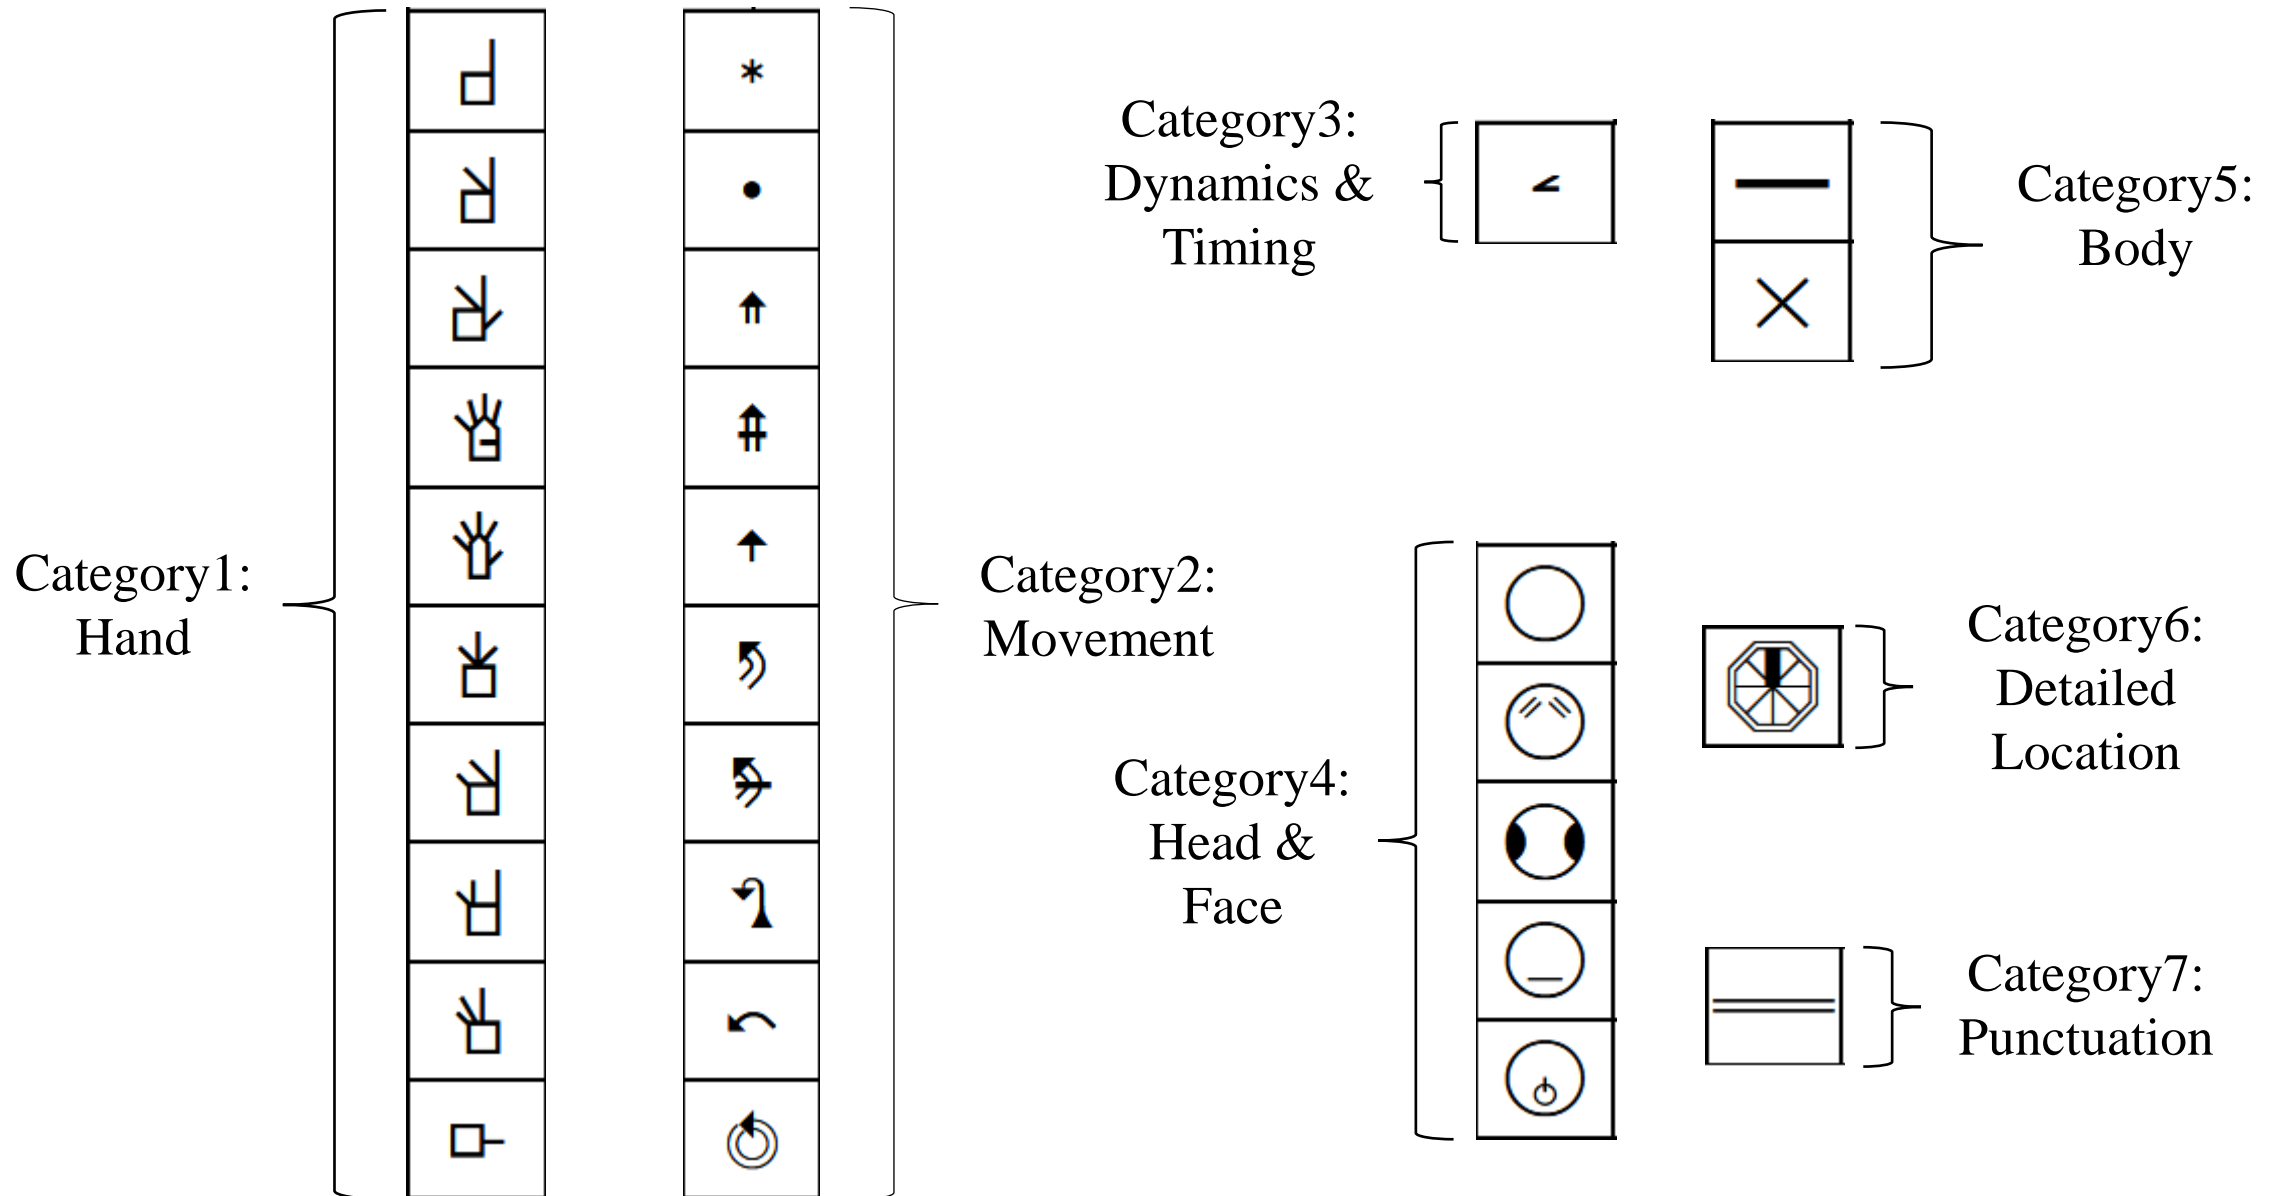 Category1:
Hand
Category2:
Movement
Category3:
Dynamics &
Timing
Category4:
Head &
Face
Category5:
Body
Category6:
Detailed
Location
Category7:
Punctuation